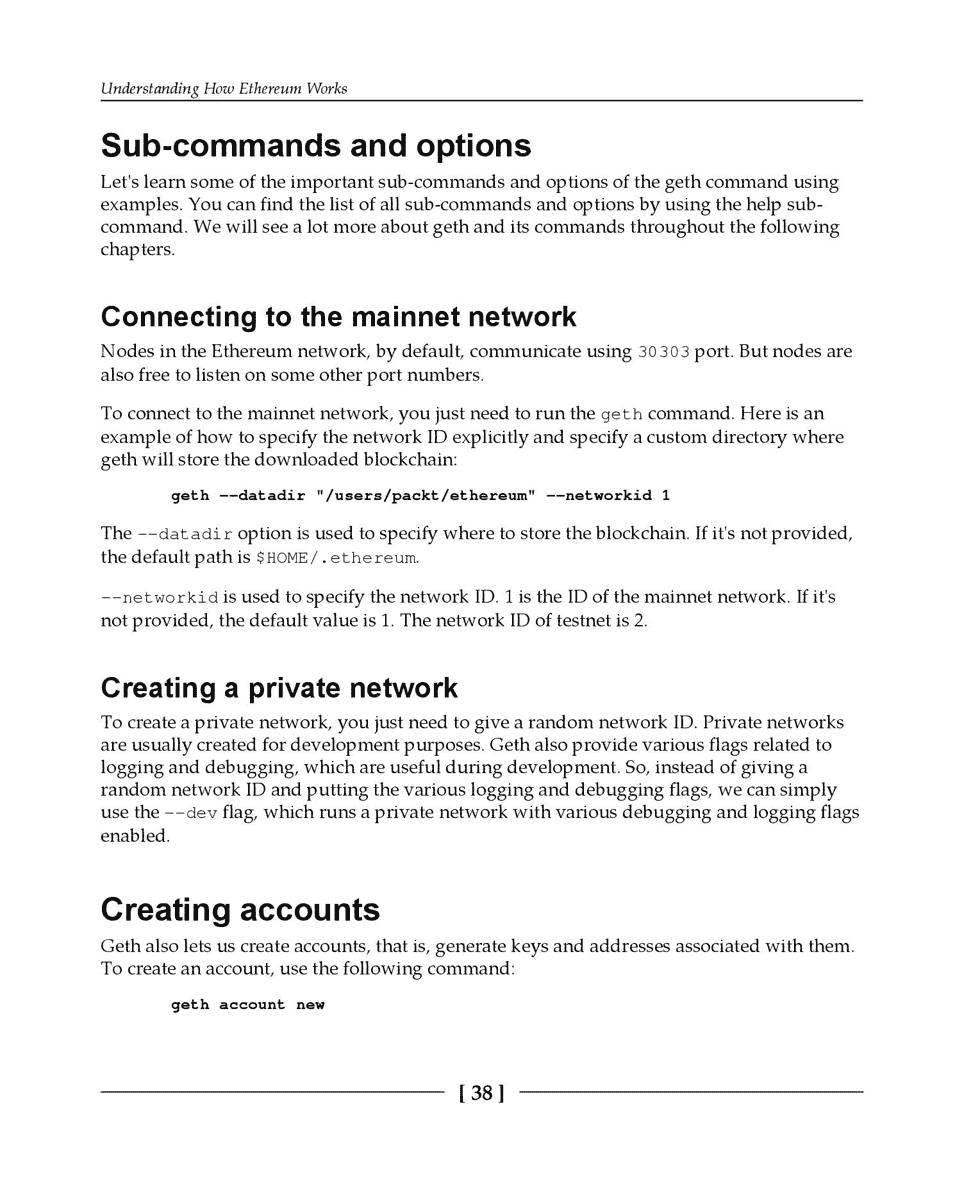 Understanding How Ethereum Works
Sub-commands and options
Let's learn some of the important sub-commands and options of the geth command using
examples. You can find the list of all sub-commands and options by using the help sub-
command. We will see a lot more about geth and its commands throughout the following
chapters.
Connecting to the mainnet network
Nodes in the Ethereum network, by default, communicate using 30303 port. But nodes are
also free to listen on some other port numbers.
To connect to the mainnet network, you just need to run the geth command. Here is an
example of how to specify the network ID explicitly and specify a custom directory where
geth will store the downloaded blockchain:
geth --datadir "/users/packt/ethereum" --networkid 1
The --datadir option is used to specify where to store the blockchain. If it's not provided,
the default path is $HOME/.ethereum.
--networkid is used to specify the network ID. 1 is the ID of the mainnet network. If it's
not provided, the default value is 1. The network ID of testnet is 2.
Creating a private network
To create a private network, you just need to give a random network ID. Private networks
are usually created for development purposes. Geth also provide various flags related to
logging and debugging, which are useful during development. So, instead of giving a
random network ID and putting the various logging and debugging flags, we can simply
use the --dev flag, which runs a private network with various debugging and logging flags
enabled.
Creating accounts
Geth also lets us create accounts, that is, generate keys and addresses associated with them.
To create an account, use the following command:
geth account new
[ 38 ]